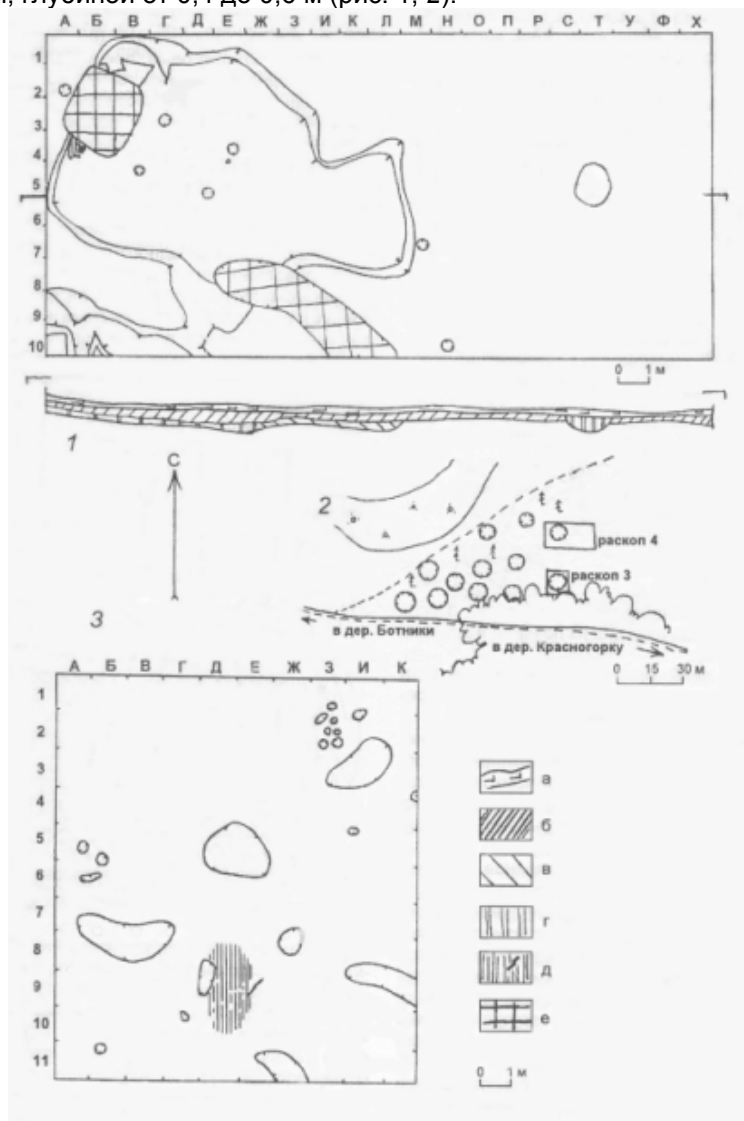 глубиной от 0,4 до 0,6 м (рис. 1, 2).
А Б В Г Д Е Ж З И К Л М Н О П Р С Т У Ф Х
1
2
3
4
5
6
7
8
9
10
0 1 м
1
С
2
раскоп 4
раскоп 3
в дер. Ботники
в дер. Красногорку
0 15 30 м
3
А Б В Г Д Е Ж З И К
1
2
3
4
5
6
7
8
9
10
11
а
б
в
г
д
е
0 1 м